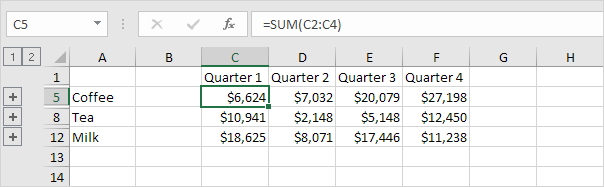 C5 =SUM(C2:C4)
1 2 A B C D E F G H
1 Quarter 1 Quarter 2 Quarter 3 Quarter 4
+ 5 Coffee $6,624 $7,032 $20,079 $27,198
+ 8 Tea $10,941 $2,148 $5,148 $12,450
+ 12 Milk $18,625 $8,071 $17,446 $11,238
13
14